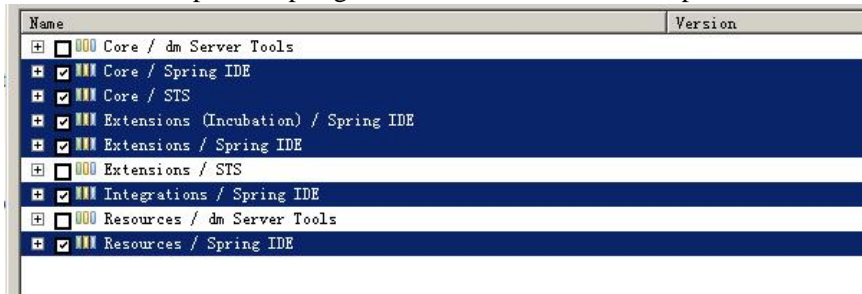 Name Version
Core / dm Server Tools
Core / Spring IDE
Core / STS
Extensions (Incubation) / Spring IDE
Extensions / Spring IDE
Extensions / STS
Integrations / Spring IDE
Resources / dm Server Tools
Resources / Spring IDE